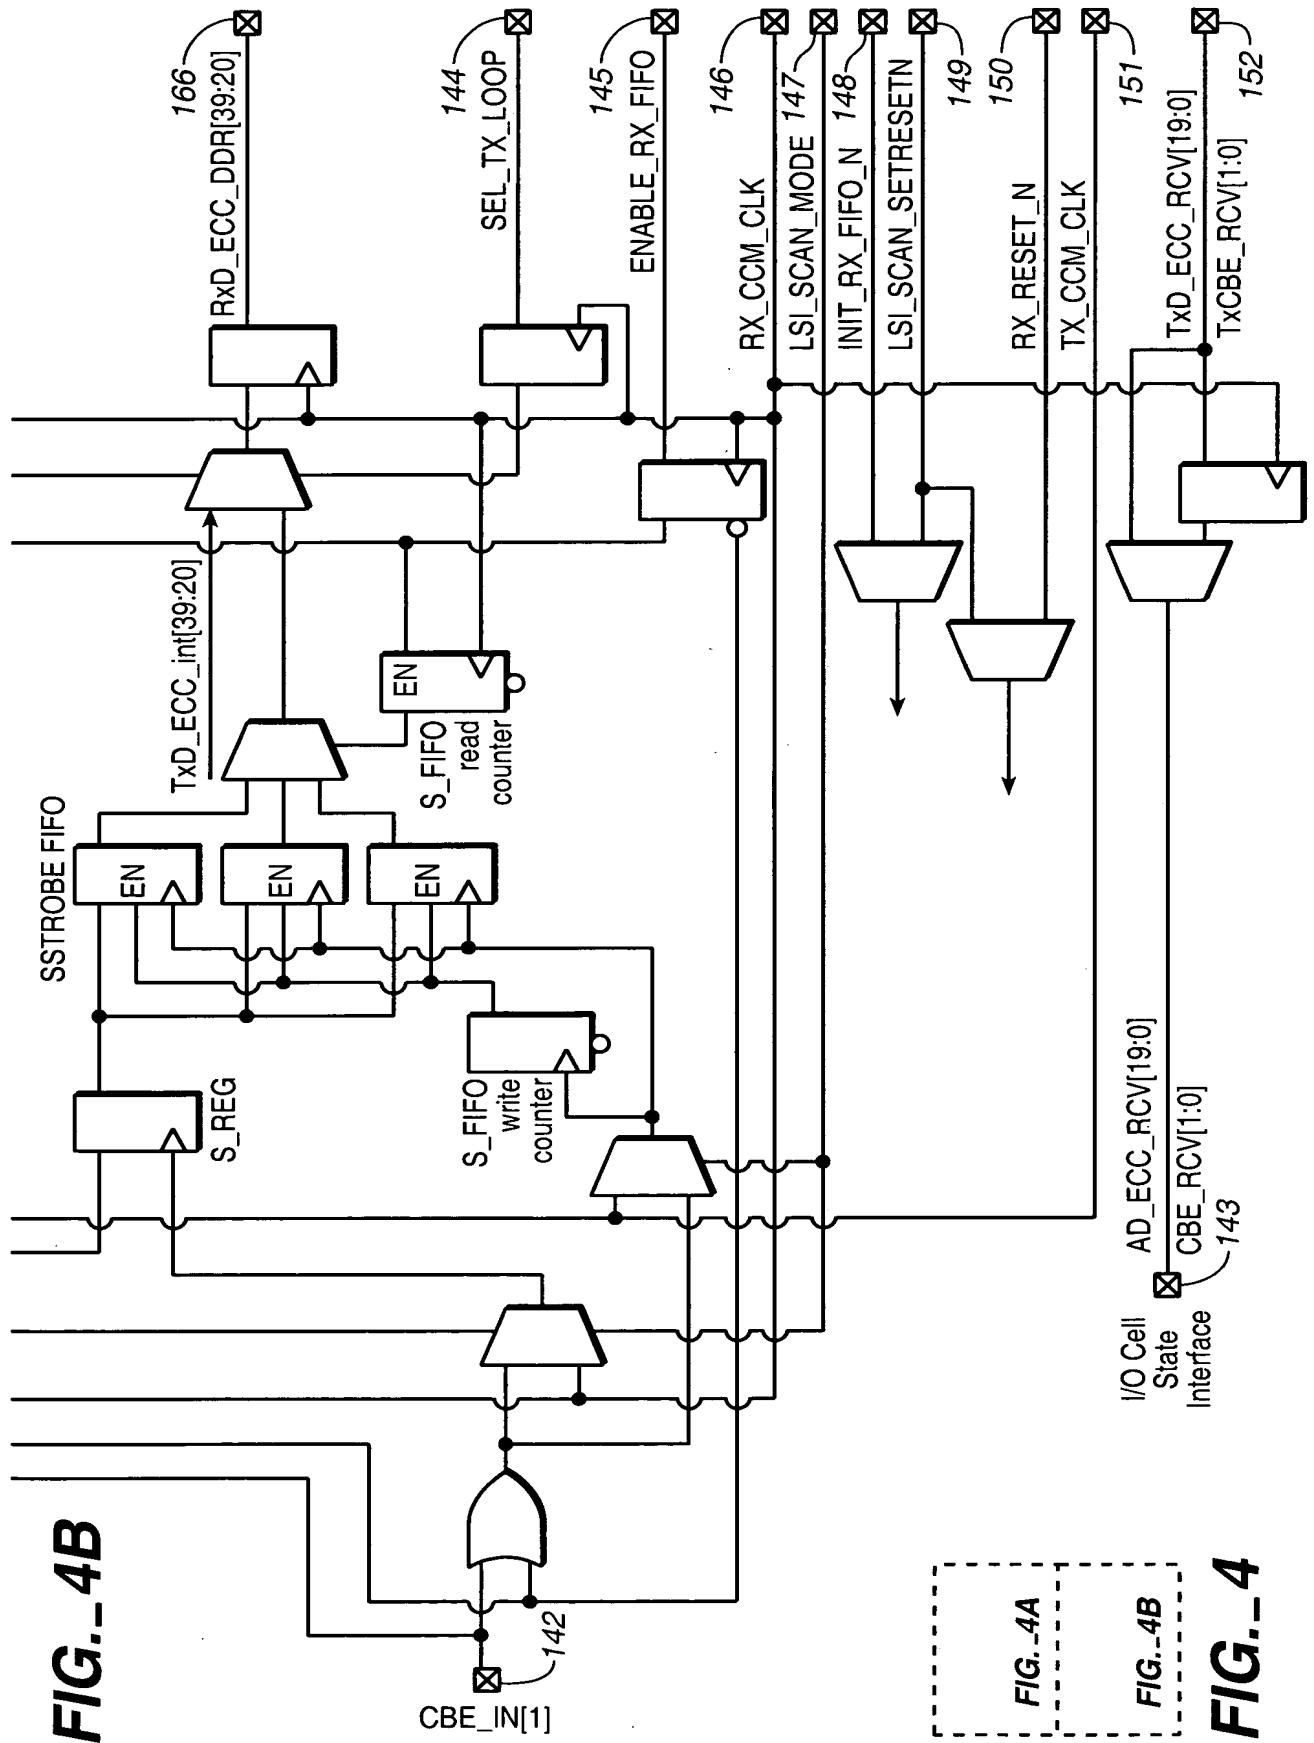 FIG._4B
166
RxD_ECC_DDR[39:20]
144
SEL_TX_LOOP
145
ENABLE_RX_FIFO
146
RX_CCM_CLK
147
LSI_SCAN_MODE
148
INIT_RX_FIFO_N
149
LSI_SCAN_SETRESETN
150
RX_RESET_N
151
TX_CCM_CLK
152
TxD_ECC_RCV[19:0]
TxCBE_RCV[1:0]
TxD_ECC_int[39:20]
EN
S_FIFO
read
counter
SSTROBE FIFO
EN
EN
EN
S_REG
S_FIFO
write
counter
AD_ECC_RCV[19:0]
CBE_RCV[1:0]
143
I/O Cell
State
Interface
142
CBE_IN[1]
FIG._4A
FIG._4B
FIG._4